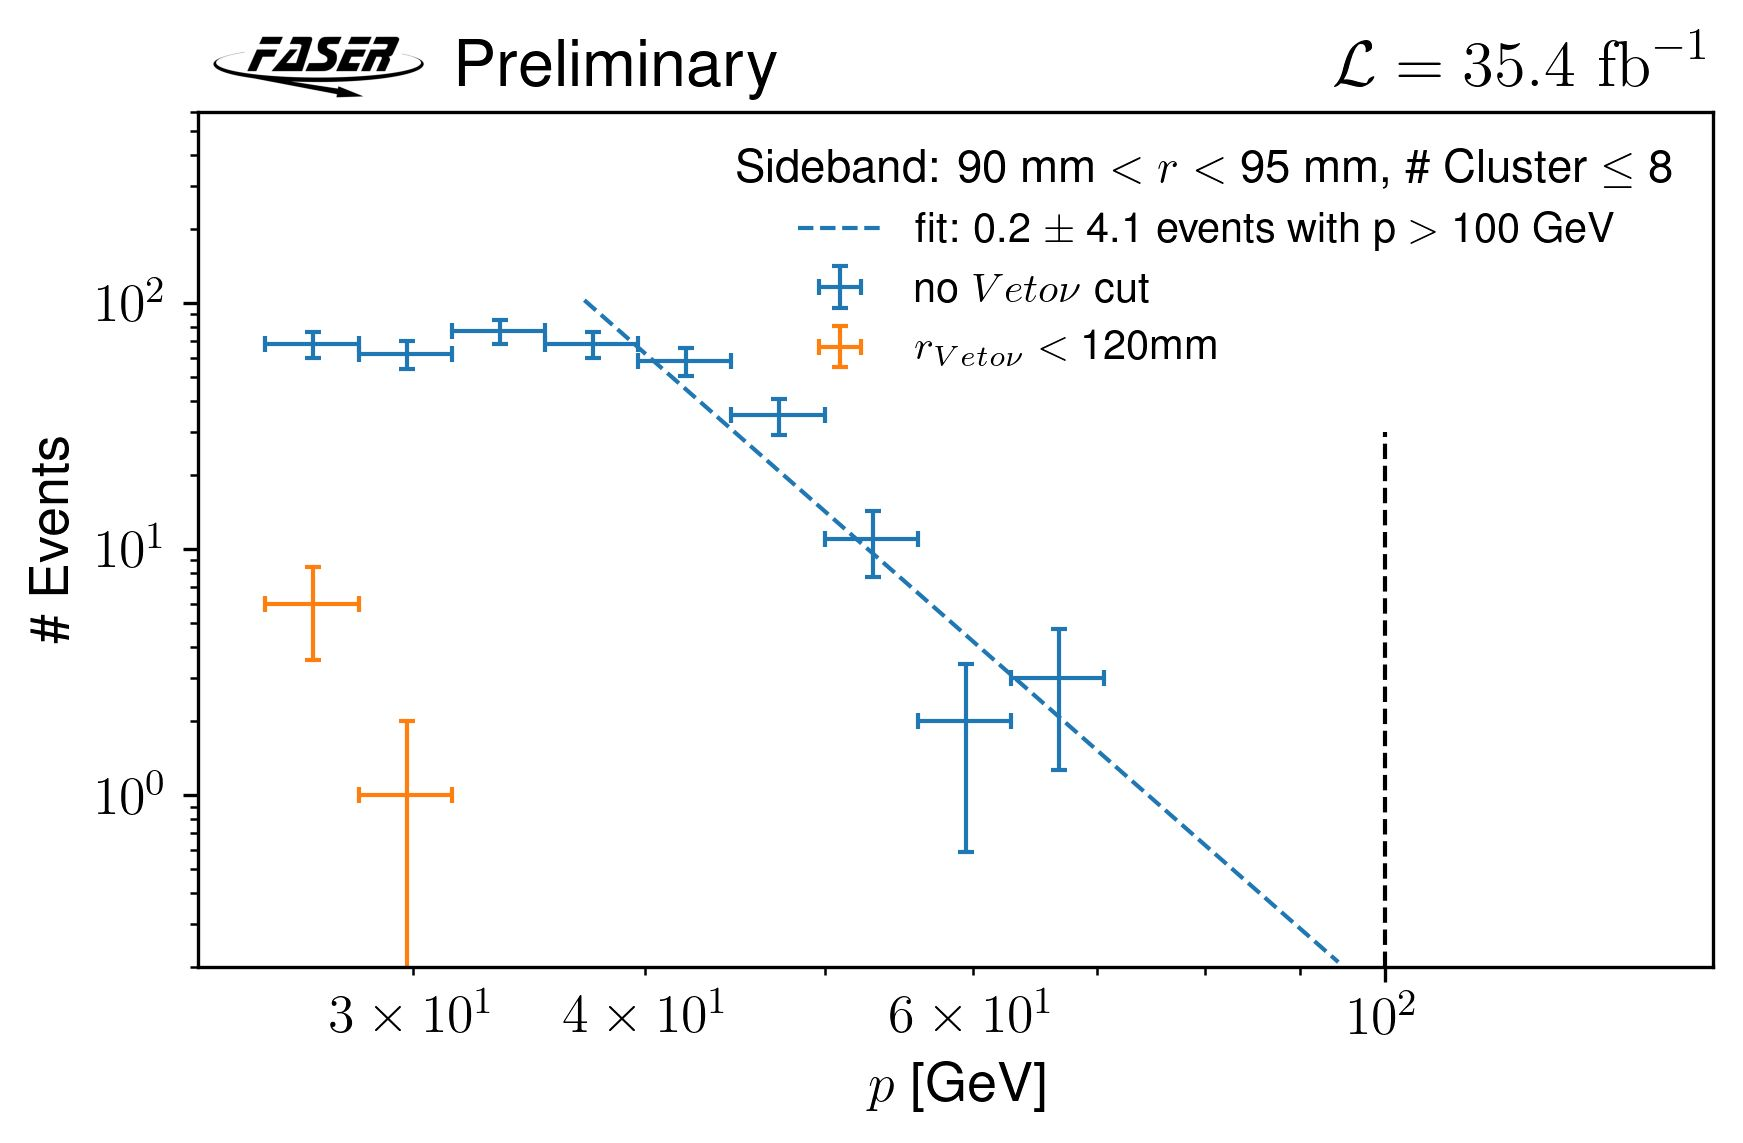 FASER Preliminary
ℒ = 35.4 fb⁻¹
Sideband: 90 mm < r < 95 mm, # Cluster ≤ 8
fit: 0.2 ± 4.1 events with p > 100 GeV
no Vetoν cut
r_Vetoν < 120mm
# Events
10²
10¹
10⁰
3 × 10¹
4 × 10¹
6 × 10¹
10²
p [GeV]